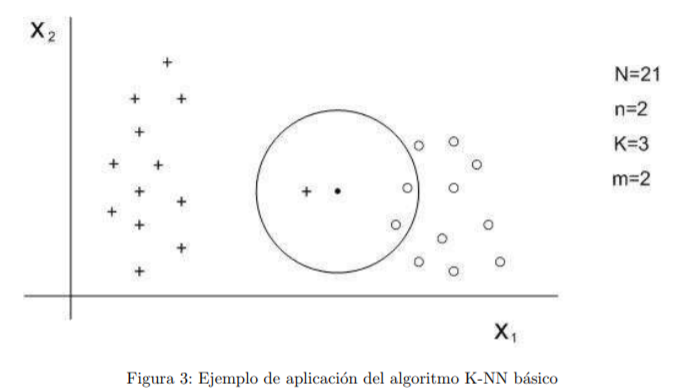 X2
N=21
n=2
K=3
m=2
X1
Figura 3: Ejemplo de aplicación del algoritmo K-NN básico